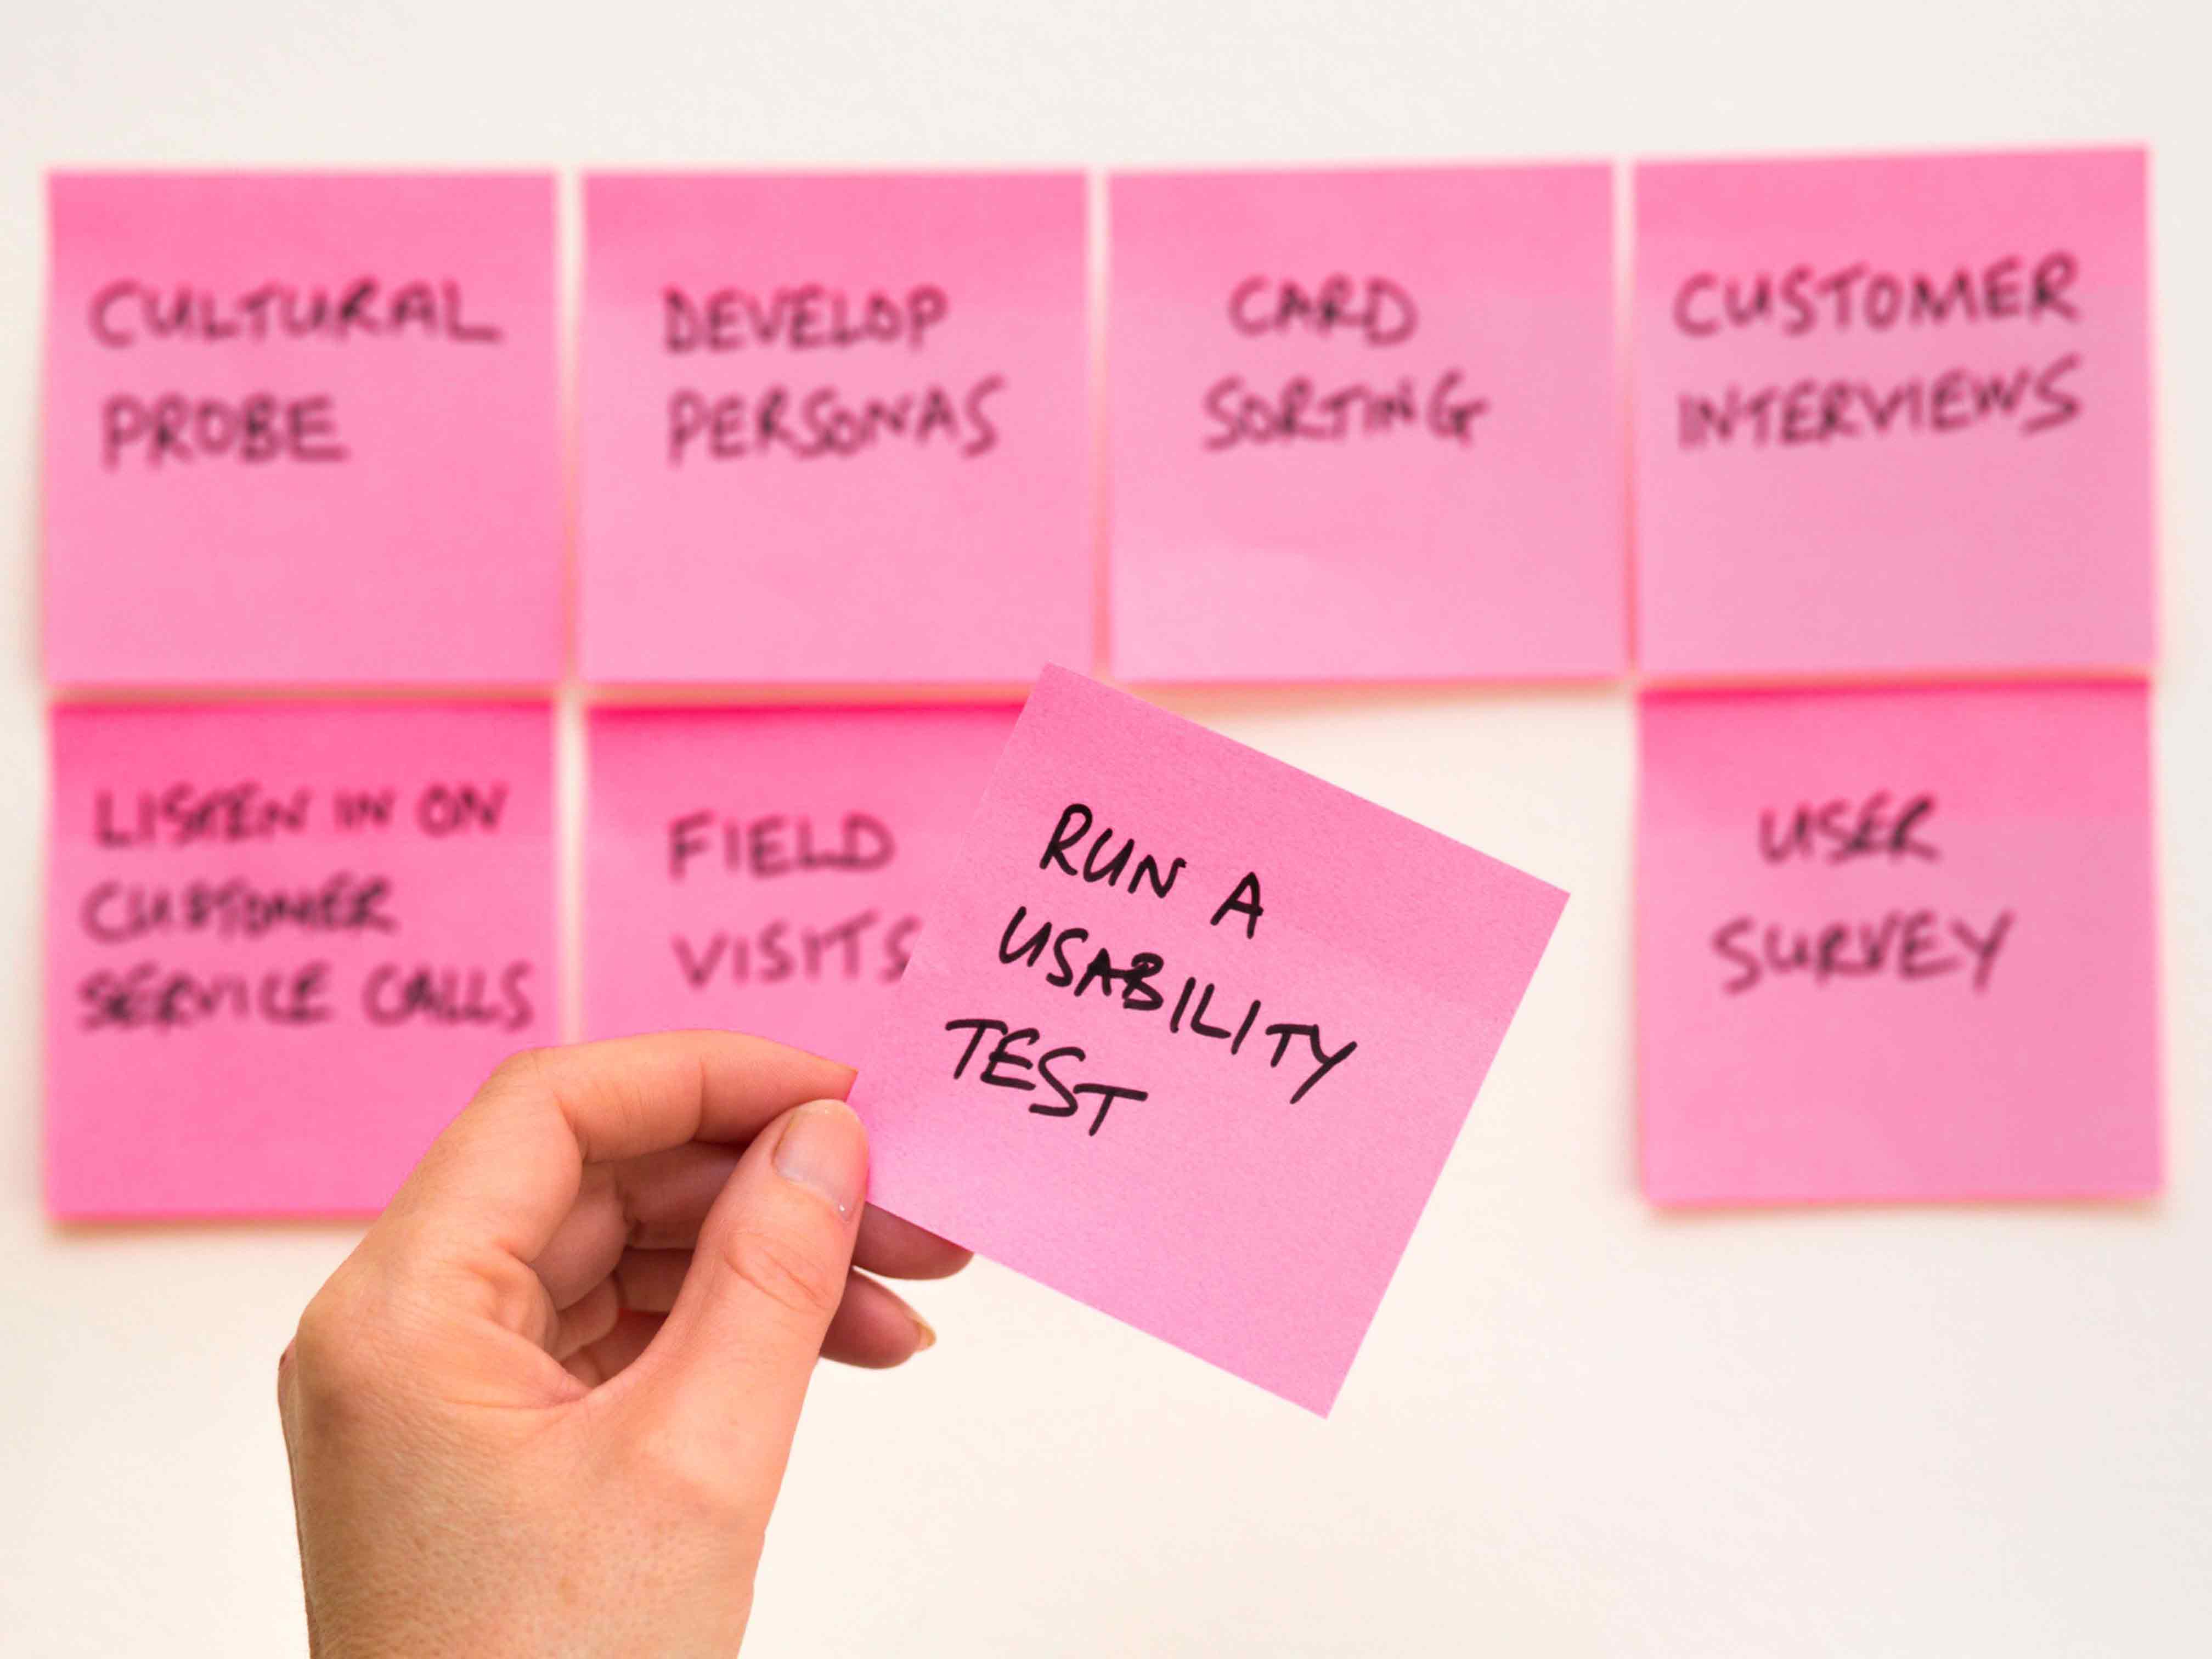 CULTURAL
PROBE
DEVELOP
PERSONAS
CARD
SORTING
CUSTOMER
INTERVIEWS
LISTEN IN ON
CUSTOMER
SERVICE CALLS
FIELD
VISITS
RUN A
USABILITY
TEST
USER
SURVEY